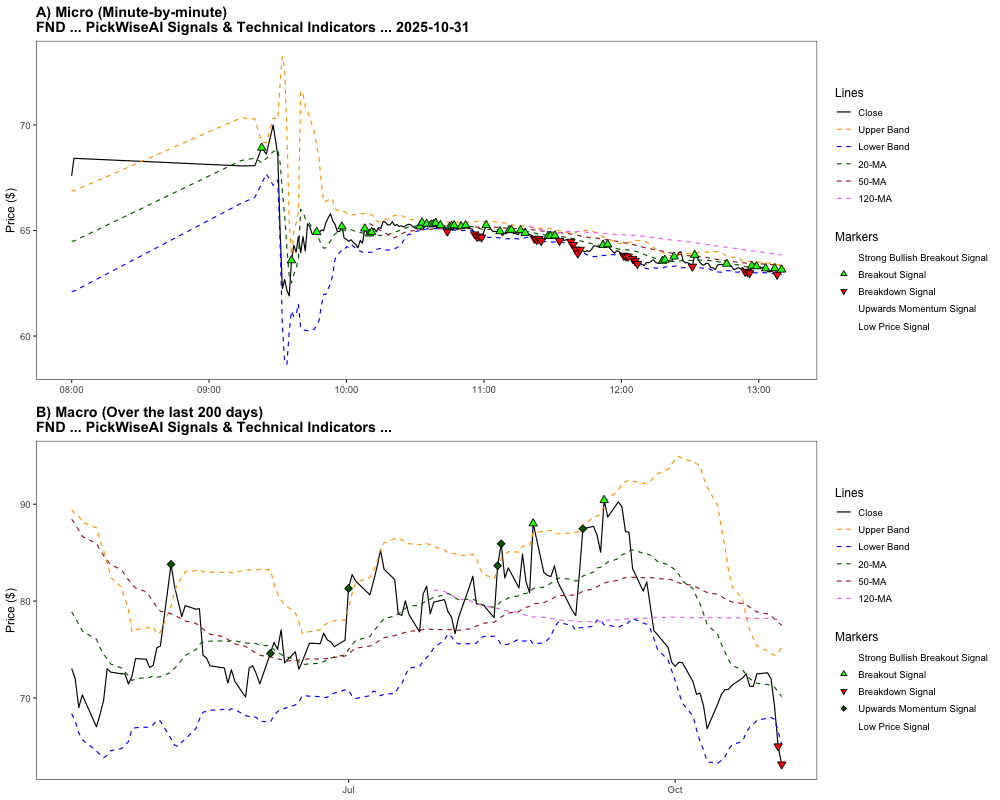 A) Micro (Minute-by-minute)
FND ... PickWiseAI Signals & Technical Indicators ... 2025-10-31
Price ($)
70
65
60
08:00
09:00
10:00
11:00
12:00
13:00
Lines
Close
Upper Band
Lower Band
20-MA
50-MA
120-MA
Markers
Strong Bullish Breakout Signal
Breakout Signal
Breakdown Signal
Upwards Momentum Signal
Low Price Signal
B) Macro (Over the last 200 days)
FND ... PickWiseAI Signals & Technical Indicators ...
Price ($)
90
80
70
Jul
Oct
Lines
Close
Upper Band
Lower Band
20-MA
50-MA
120-MA
Markers
Strong Bullish Breakout Signal
Breakout Signal
Breakdown Signal
Upwards Momentum Signal
Low Price Signal